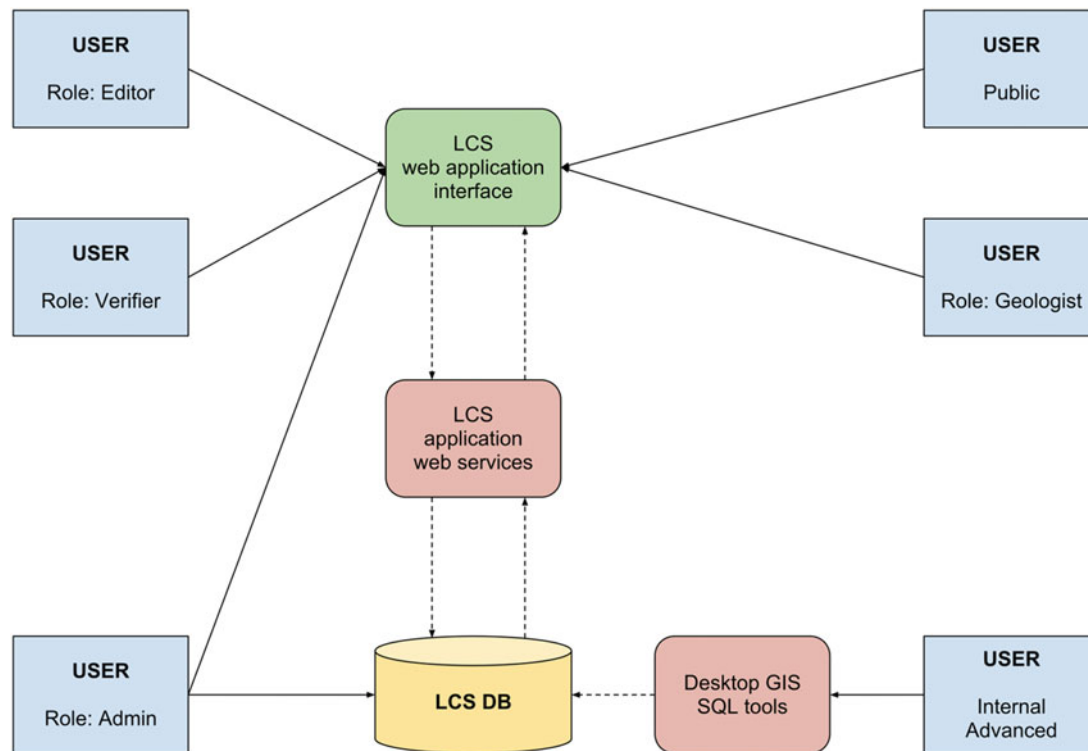 USER
Role: Editor
USER
Public
LCS
web application
interface
USER
Role: Verifier
USER
Role: Geologist
LCS
application
web services
USER
Role: Admin
LCS DB
Desktop GIS
SQL tools
USER
Internal
Advanced